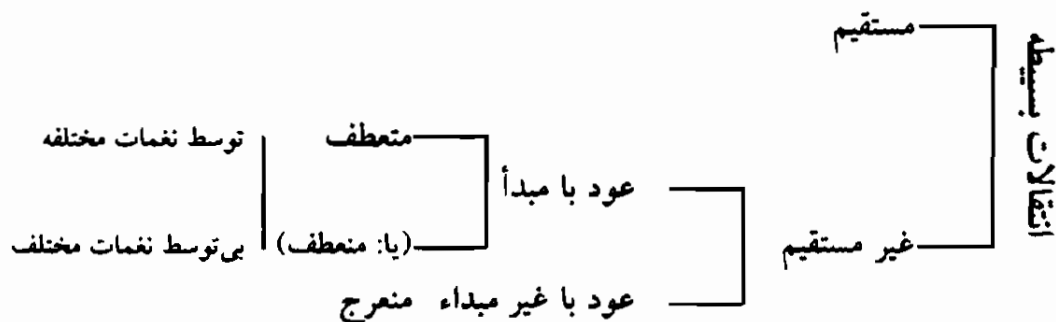 انتقالات بسیطه
مستقیم
متعطف توسط نغمات مختلفه
عود با مبدأ
غیر مستقیم (یا: منعطف) بی‌توسط نغمات مختلف
عود با غیر مبداء منعرج